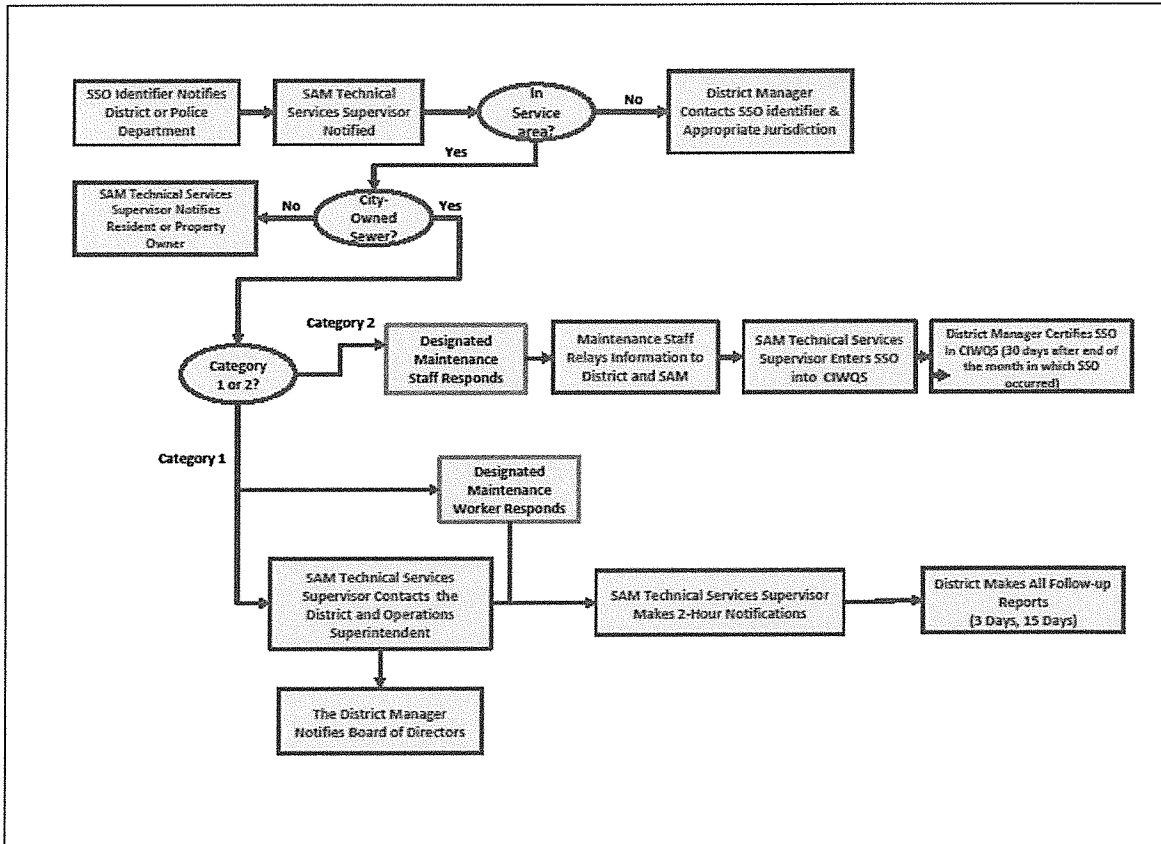 SSO Identifier Notifies
District or Police
Department
SAM Technical
Services Supervisor
Notified
In
Service
area?
No
District Manager
Contacts SSO identifier &
Appropriate Jurisdiction
Yes
SAM Technical Services
Supervisor Notifies
Resident or Property
Owner
No
City-
Owned
Sewer?
Yes
Category
1 or 2?
Category 2
Designated
Maintenance
Staff Responds
Maintenance Staff
Relays Information to
District and SAM
SAM Technical Services
Supervisor Enters SSO
into CIWQS
District Manager Certifies SSO
in CIWQS (30 days after end of
the month in which SSO
occurred)
Category 1
Designated
Maintenance
Worker Responds
SAM Technical Services
Supervisor Contacts the
District and Operations
Superintendent
SAM Technical Services Supervisor
Makes 2-Hour Notifications
District Makes All Follow-up
Reports
(3 Days, 15 Days)
The District Manager
Notifies Board of Directors